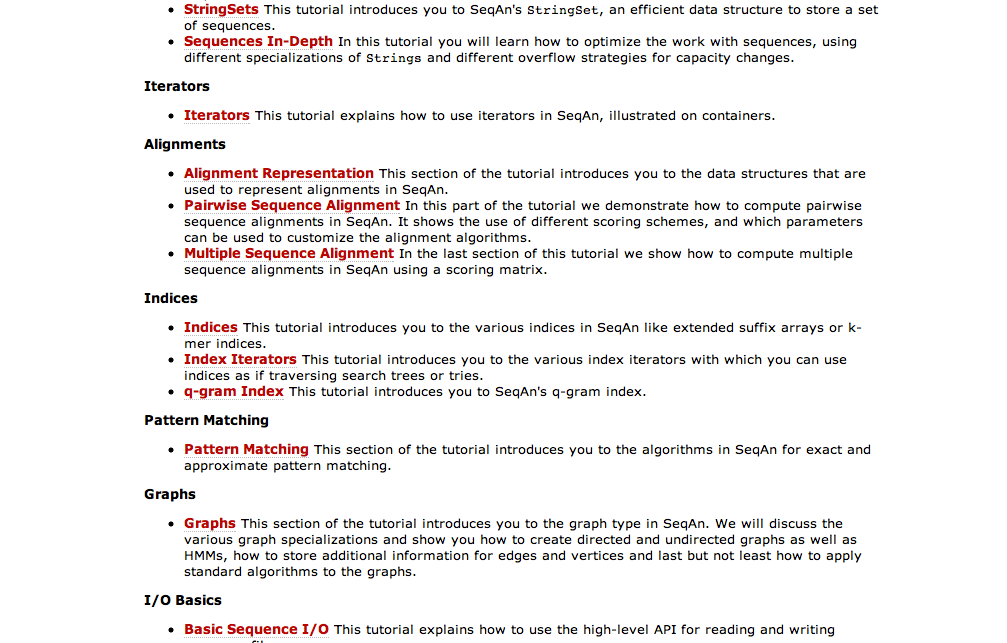 StringSets This tutorial introduces you to SeqAn's StringSet, an efficient data structure to store a set
of sequences.
Sequences In-Depth In this tutorial you will learn how to optimize the work with sequences, using
different specializations of Strings and different overflow strategies for capacity changes.
Iterators
Iterators This tutorial explains how to use iterators in SeqAn, illustrated on containers.
Alignments
Alignment Representation This section of the tutorial introduces you to the data structures that are
used to represent alignments in SeqAn.
Pairwise Sequence Alignment In this part of the tutorial we demonstrate how to compute pairwise
sequence alignments in SeqAn. It shows the use of different scoring schemes, and which parameters
can be used to customize the alignment algorithms.
Multiple Sequence Alignment In the last section of this tutorial we show how to compute multiple
sequence alignments in SeqAn using a scoring matrix.
Indices
Indices This tutorial introduces you to the various indices in SeqAn like extended suffix arrays or k-
mer indices.
Index Iterators This tutorial introduces you to the various index iterators with which you can use
indices as if traversing search trees or tries.
q-gram Index This tutorial introduces you to SeqAn's q-gram index.
Pattern Matching
Pattern Matching This section of the tutorial introduces you to the algorithms in SeqAn for exact and
approximate pattern matching.
Graphs
Graphs This section of the tutorial introduces you to the graph type in SeqAn. We will discuss the
various graph specializations and show you how to create directed and undirected graphs as well as
HMMs, how to store additional information for edges and vertices and last but not least how to apply
standard algorithms to the graphs.
I/O Basics
Basic Sequence I/O This tutorial explains how to use the high-level API for reading and writing